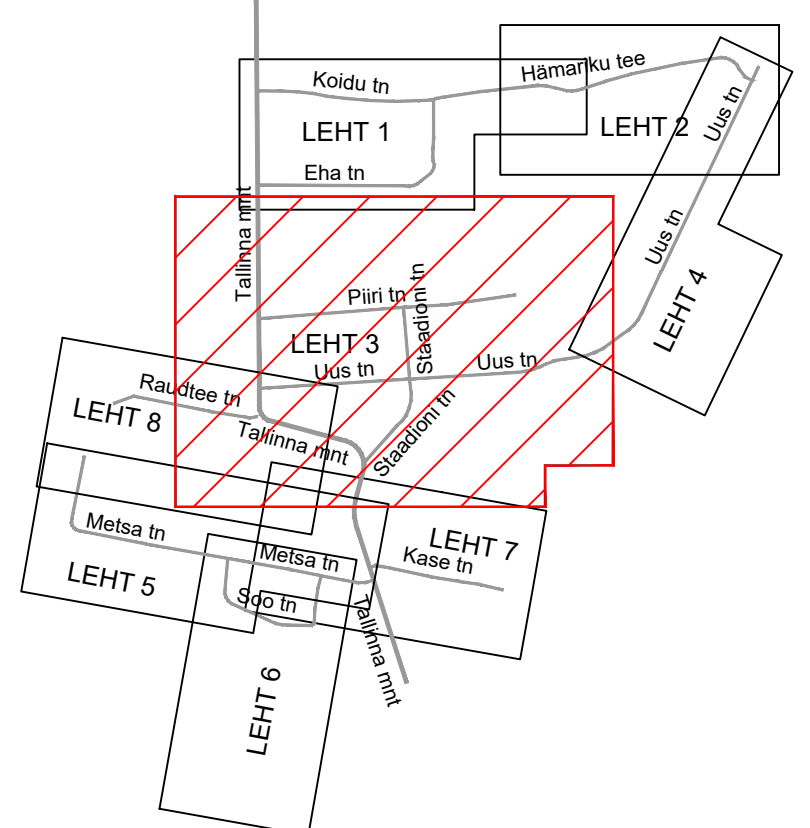 Koidu tn
Hämariku tee
LEHT 1
LEHT 2
Uus tn
Eha tn
Tallinna mnt
Uus tn
Piiri tn
Staadioni tn
LEHT 4
LEHT 3
Uus tn
Uus tn
Raudtee tn
LEHT 8
Tallinna mnt
Staadioni tn
Metsa tn
Metsa tn
LEHT 7
Kase tn
LEHT 5
Soo tn
Tallinna mnt
LEHT 6